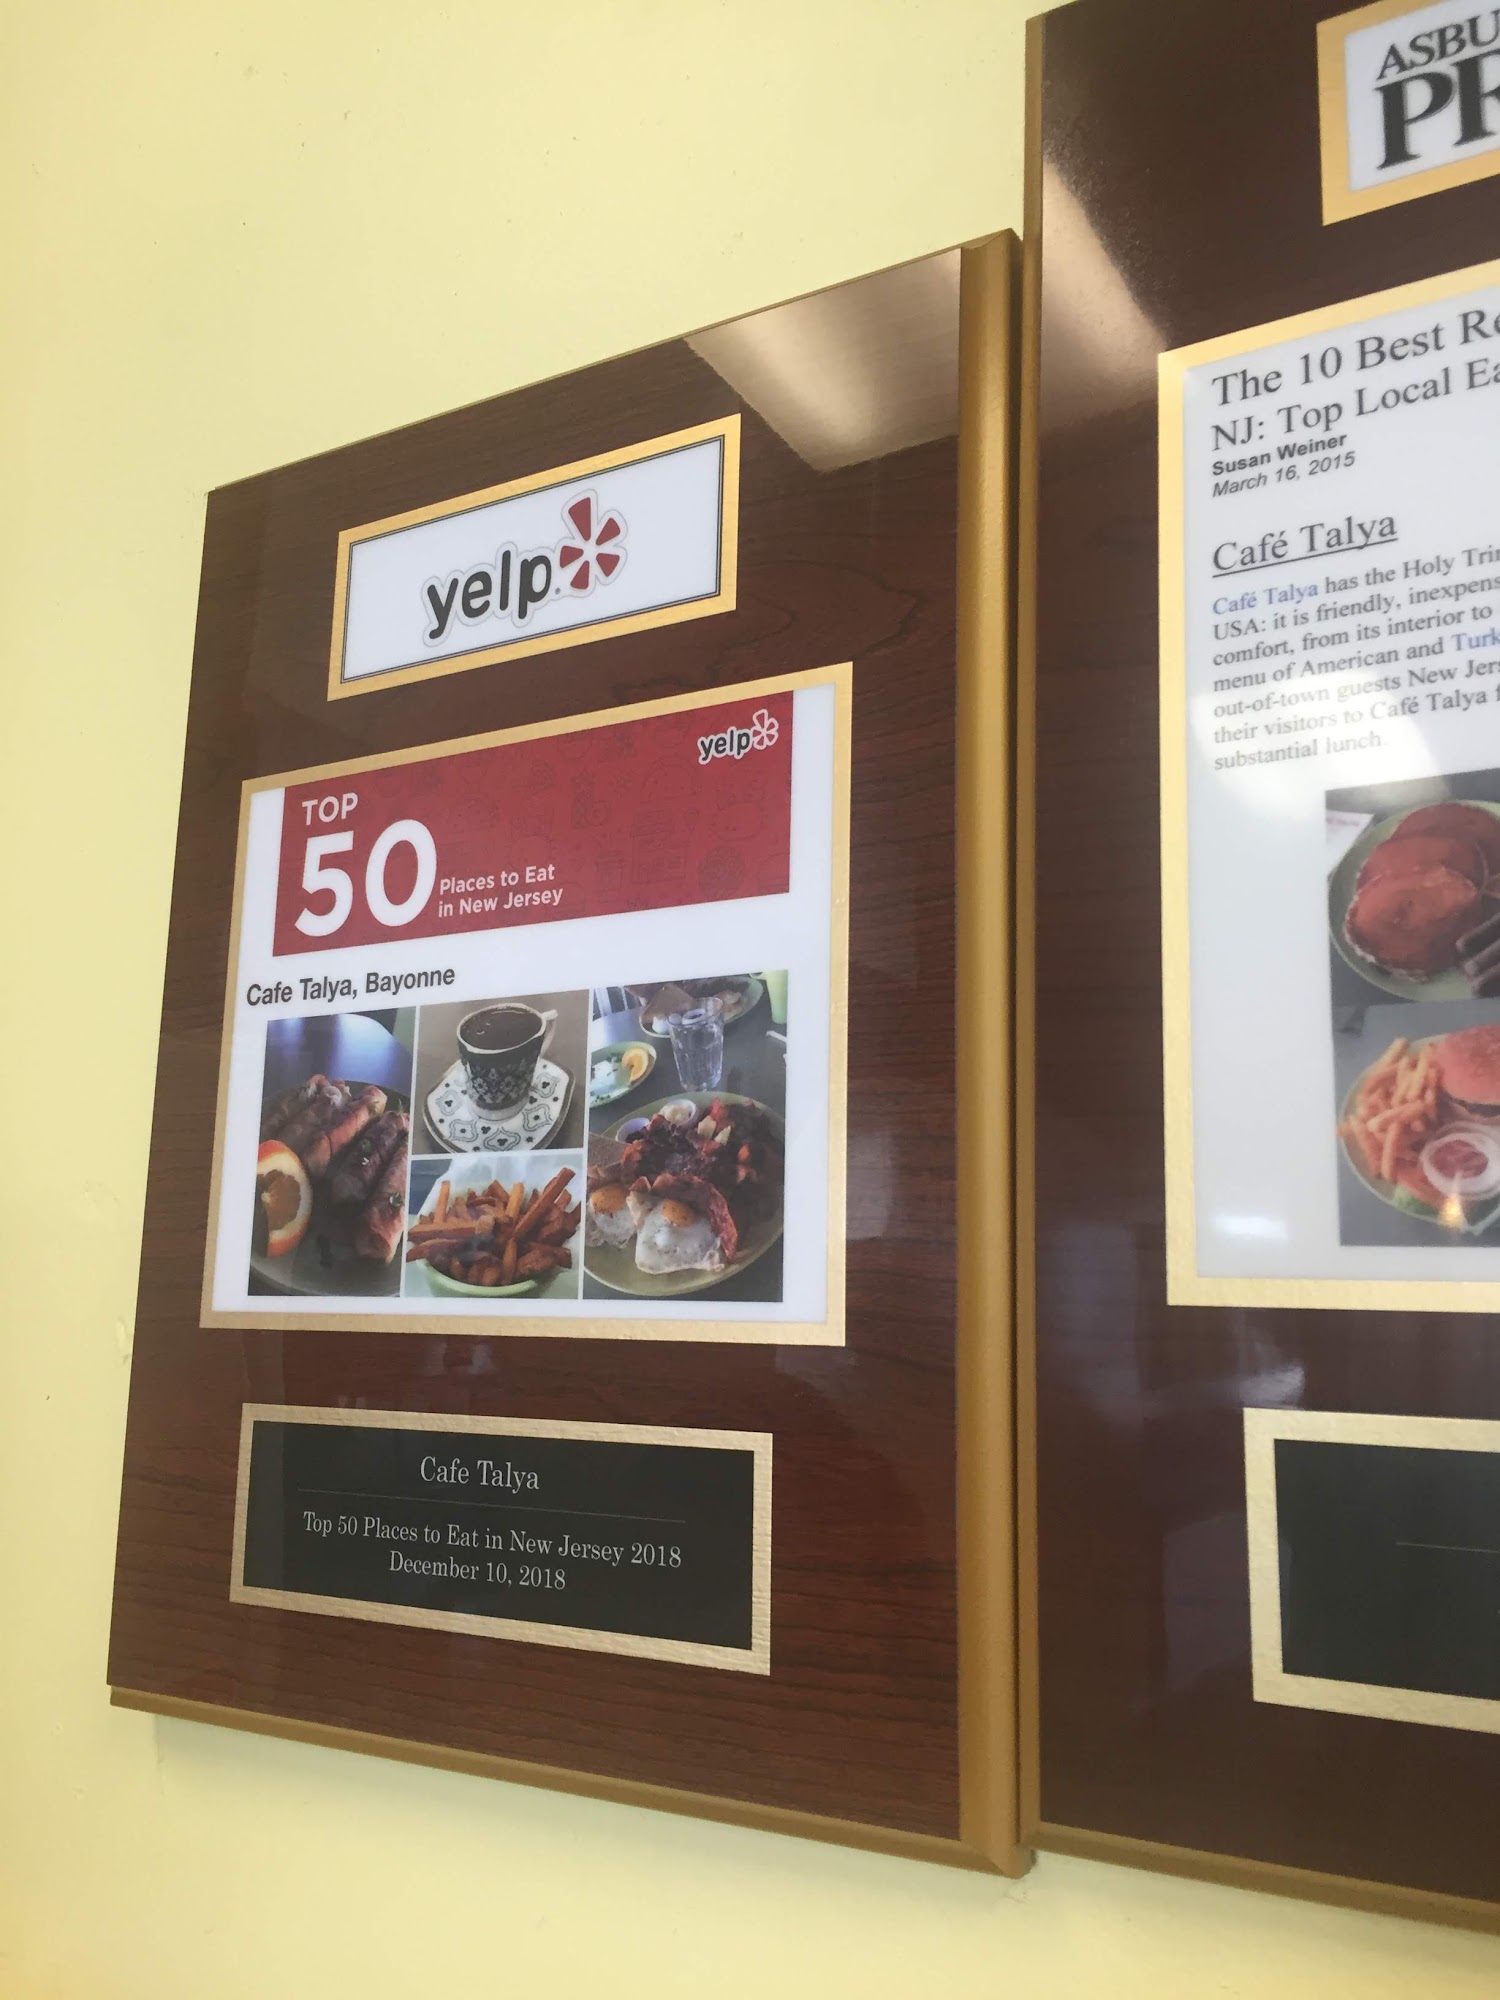 yelp
yelp
TOP
50
Places to Eat
in New Jersey
Cafe Talya, Bayonne
Cafe Talya
Top 50 Places to Eat in New Jersey 2018
December 10, 2018
The 10 Best
NJ: Top Local
Susan Weiner
March 16, 2015
Café Talya
Café Talya has the Holy
USA: it is friendly,
comfort, from its interior to
menu of American and
out-of-town guests New
their visitors to Café Talya
substantial lunch.